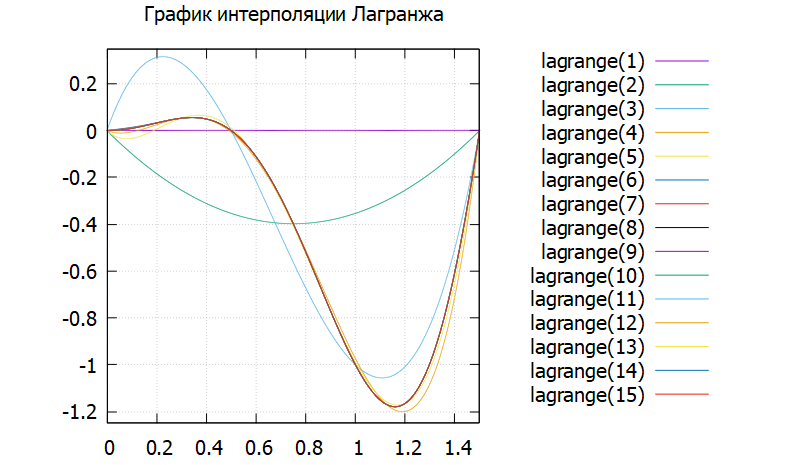 График интерполяции Лагранжа
lagrange(1)
lagrange(2)
lagrange(3)
lagrange(4)
lagrange(5)
lagrange(6)
lagrange(7)
lagrange(8)
lagrange(9)
lagrange(10)
lagrange(11)
lagrange(12)
lagrange(13)
lagrange(14)
lagrange(15)
0.2
0
-0.2
-0.4
-0.6
-0.8
-1
-1.2
0 0.2 0.4 0.6 0.8 1 1.2 1.4